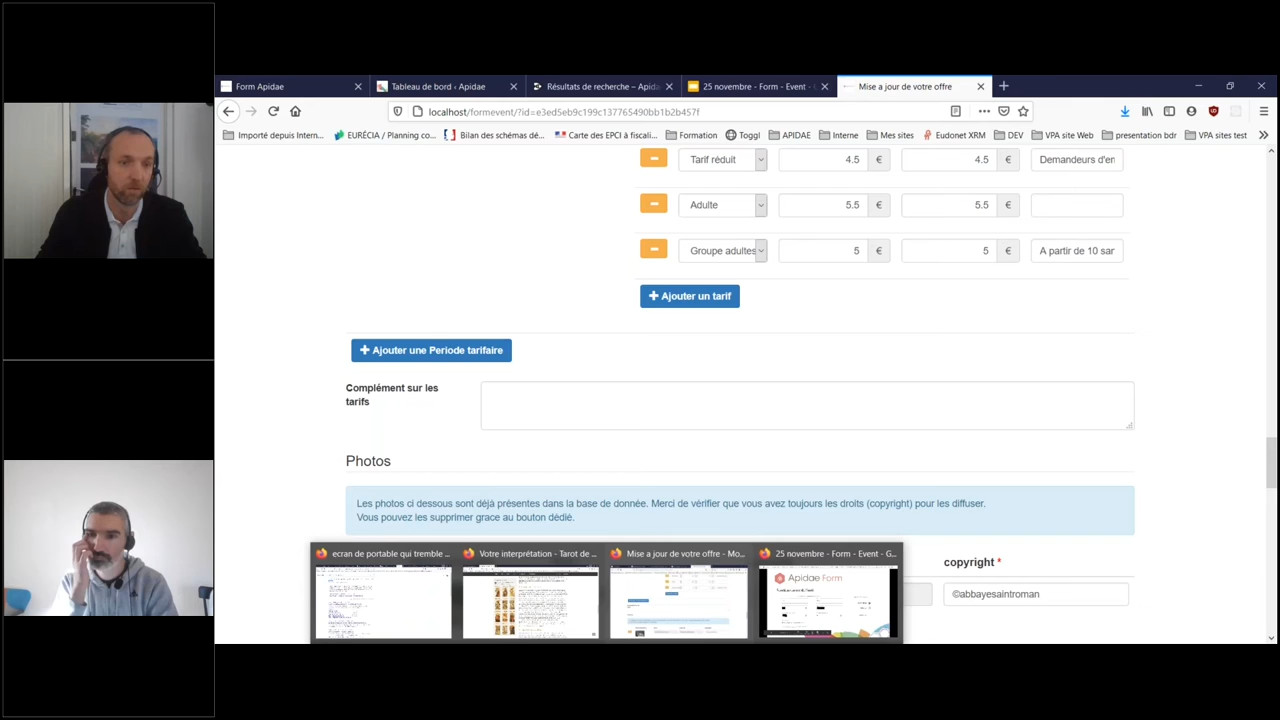 Form Apidae
Tableau de bord ‹ Apidae
Résultats de recherche – Apida
25 novembre - Form - Event -
Mise a jour de votre offre
localhost/formevent/?id=e3ed5eb9c199c137765490bb1b2b457f
Importé depuis Intern...
EURÉCIA / Planning co...
Bilan des schémas de...
Carte des EPCI à fiscali...
Formation
Toggl
APIDAE
Interne
Mes sites
Eudonet XRM
DEV
VPA site Web
presentation bdr
VPA sites test
Tarif réduit 4.5 € 4.5 € Demandeurs d'em
Adulte 5.5 € 5.5 €
Groupe adultes 5 € 5 € A partir de 10 san
+ Ajouter un tarif
+ Ajouter une Periode tarifaire
Complément sur les
tarifs
Photos
Les photos ci dessous sont déjà présentes dans la base de donnée. Merci de vérifier que vous avez toujours les droits (copyright) pour les diffuser.
Vous pouvez les supprimer grace au bouton dédié.
ecran de portable qui tremble ...
Votre interprétation - Tarot de ...
Mise a jour de votre offre - Mo...
25 novembre - Form - Event - G...
Apidae Form
copyright *
©abbayesaintroman